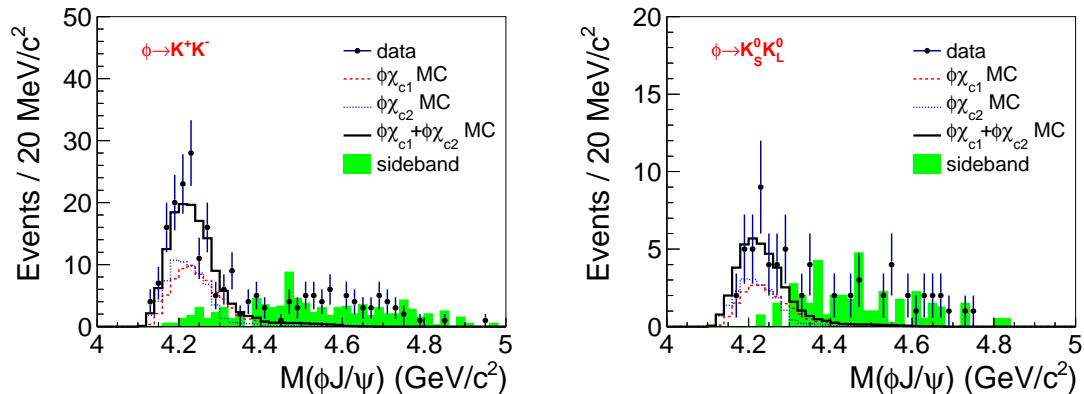 Events / 20 MeV/c²
50
40
30
20
10
0
ϕ→K⁺K⁻
data
ϕχc1 MC
ϕχc2 MC
ϕχc1+ϕχc2 MC
sideband
4 4.2 4.4 4.6 4.8 5
M(ϕJ/ψ) (GeV/c²)
Events / 20 MeV/c²
20
15
10
5
0
ϕ→K⁰SK⁰L
data
ϕχc1 MC
ϕχc2 MC
ϕχc1+ϕχc2 MC
sideband
4 4.2 4.4 4.6 4.8 5
M(ϕJ/ψ) (GeV/c²)